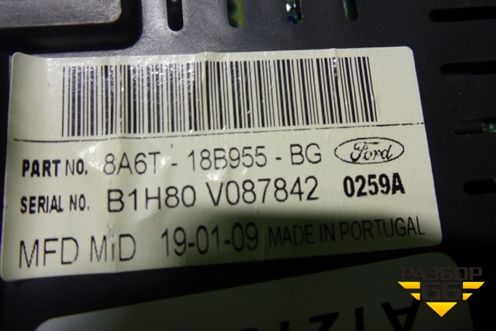 PART NO. 8A6T - 18B955 - BG Ford
SERIAL NO. B1H80 V087842 0259A
MFD MiD 19-01-09 MADE IN PORTUGAL
РАЗБОР
66